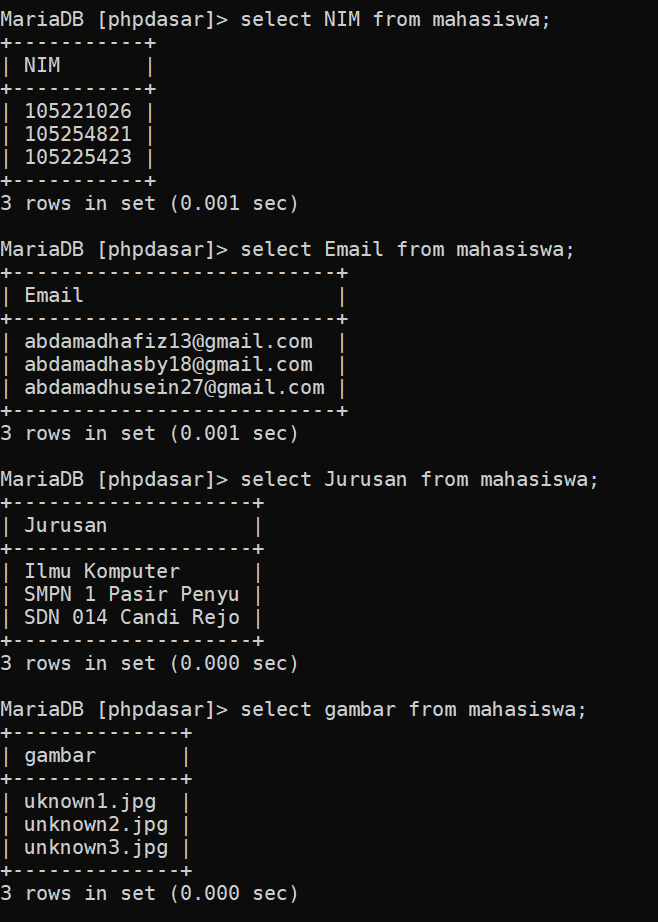 MariaDB [phpdasar]> select NIM from mahasiswa;
+-----------+
| NIM       |
+-----------+
| 105221026 |
| 105254821 |
| 105225423 |
+-----------+
3 rows in set (0.001 sec)

MariaDB [phpdasar]> select Email from mahasiswa;
+---------------------------+
| Email                     |
+---------------------------+
| abdamadhafiz13@gmail.com  |
| abdamadhasby18@gmail.com  |
| abdamadhusein27@gmail.com |
+---------------------------+
3 rows in set (0.001 sec)

MariaDB [phpdasar]> select Jurusan from mahasiswa;
+--------------------+
| Jurusan            |
+--------------------+
| Ilmu Komputer      |
| SMPN 1 Pasir Penyu |
| SDN 014 Candi Rejo |
+--------------------+
3 rows in set (0.000 sec)

MariaDB [phpdasar]> select gambar from mahasiswa;
+--------------+
| gambar       |
+--------------+
| uknown1.jpg  |
| unknown2.jpg |
| unknown3.jpg |
+--------------+
3 rows in set (0.000 sec)